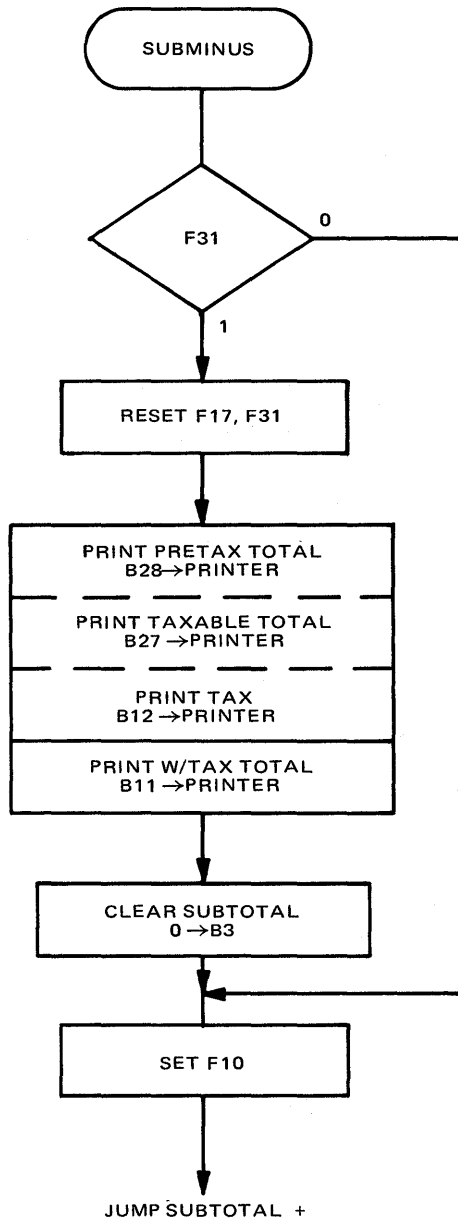 SUBMINUS
F31
0
1
RESET F17, F31
PRINT PRETAX TOTAL
B28→PRINTER
PRINT TAXABLE TOTAL
B27→PRINTER
PRINT TAX
B12→PRINTER
PRINT W/TAX TOTAL
B11→PRINTER
CLEAR SUBTOTAL
0→B3
SET F10
JUMP SUBTOTAL +